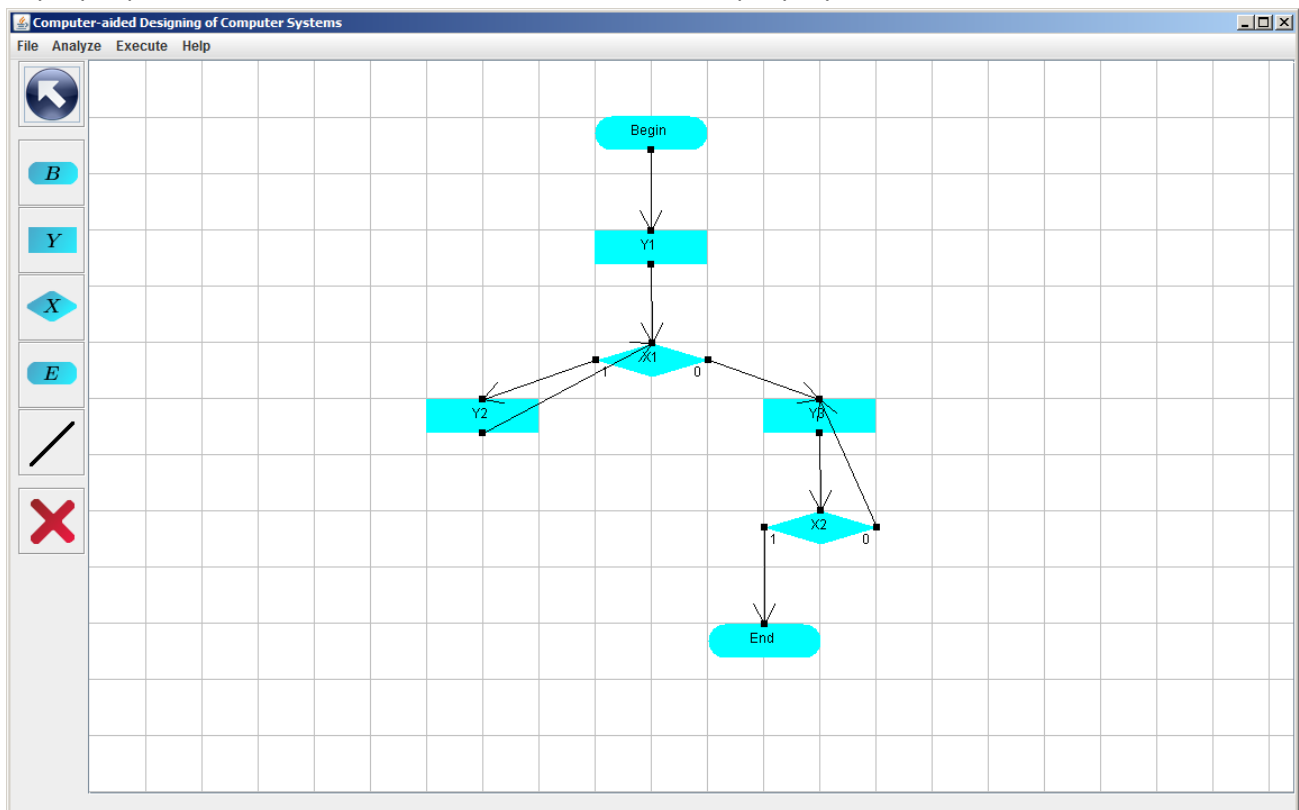 Computer-aided Designing of Computer Systems
File Analyze Execute Help
B
Y
X
E
Begin
Y1
X1
1 0
Y2 Y3
X2
1 0
End